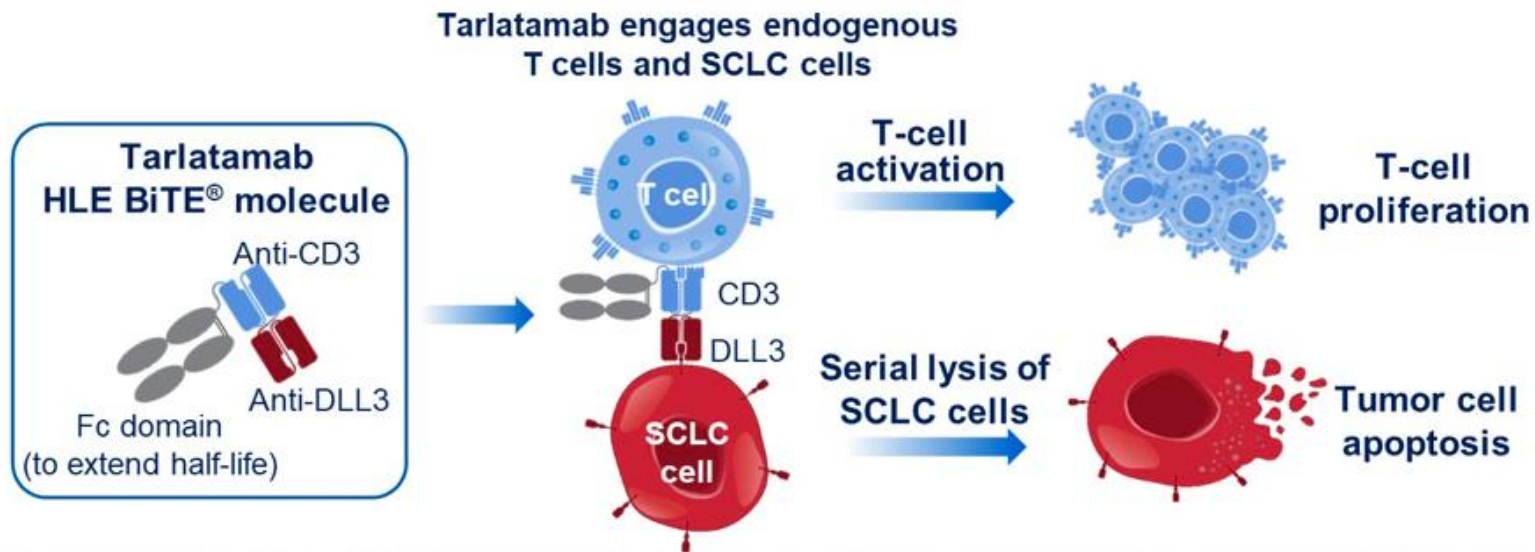 Tarlatamab engages endogenous
T cells and SCLC cells
Tarlatamab
HLE BiTE® molecule
Anti-CD3
Anti-DLL3
Fc domain
(to extend half-life)
T cel
CD3
DLL3
SCLC
cell
T-cell
activation
T-cell
proliferation
Serial lysis of
SCLC cells
Tumor cell
apoptosis